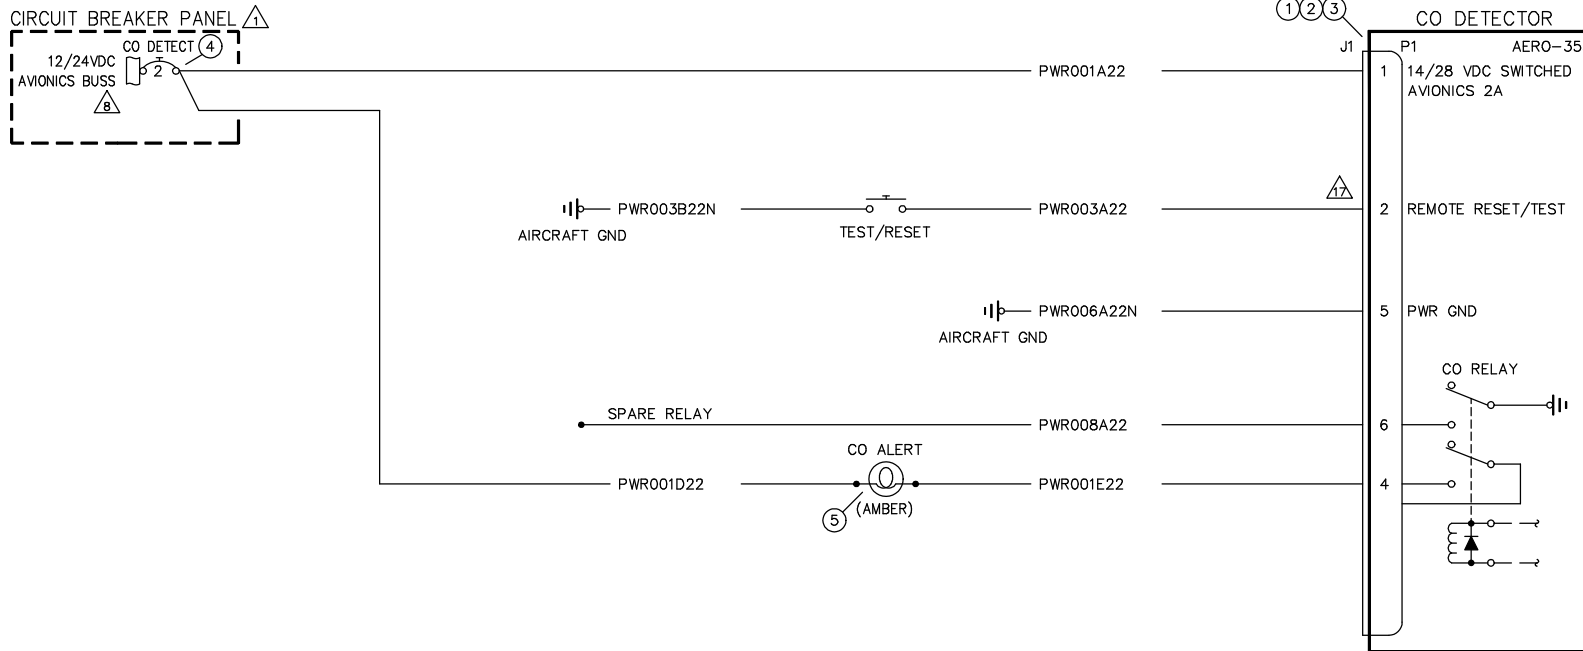 CIRCUIT BREAKER PANEL 1
CO DETECT 4
12/24VDC
AVIONICS BUSS
2
8
1 2 3
CO DETECTOR
J1
P1
AERO-35
PWR001A22
1
14/28 VDC SWITCHED
AVIONICS 2A
17
PWR003B22N
AIRCRAFT GND
TEST/RESET
PWR003A22
2
REMOTE RESET/TEST
PWR006A22N
AIRCRAFT GND
5
PWR GND
CO RELAY
SPARE RELAY
PWR008A22
6
CO ALERT
PWR001D22
PWR001E22
4
5
(AMBER)